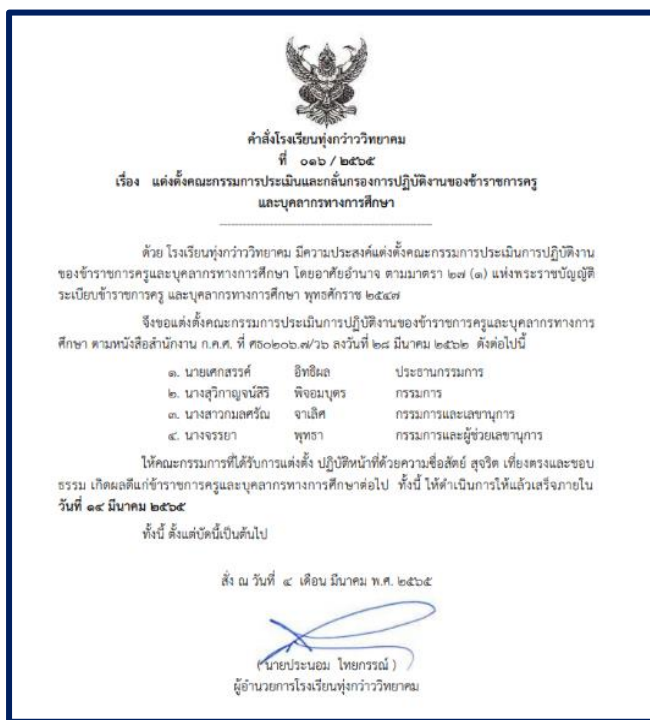 คำสั่งโรงเรียนทุ่งกว๋าววิทยาคม
ที่ ๐๑๖ / ๒๕๖๕
เรื่อง แต่งตั้งคณะกรรมการประเมินและกลั่นกรองการปฏิบัติงานของข้าราชการครู
และบุคลากรทางการศึกษา
ด้วย โรงเรียนทุ่งกว๋าววิทยาคม มีความประสงค์แต่งตั้งคณะกรรมการประเมินการปฏิบัติงาน
ของข้าราชการครูและบุคลากรทางการศึกษา โดยอาศัยอำนาจ ตามมาตรา ๒๗ (๑) แห่งพระราชบัญญัติ
ระเบียบข้าราชการครู และบุคลากรทางการศึกษา พุทธศักราช ๒๕๔๗
จึงขอแต่งตั้งคณะกรรมการประเมินการปฏิบัติงานของข้าราชการครูและบุคลากรทางการ
ศึกษา ตามหนังสือสำนักงาน ก.ค.ศ. ที่ ศธ๐๒๐๖.๗/ว๖ ลงวันที่ ๒๘ มีนาคม ๒๕๖๒ ดังต่อไปนี้
๑. นายเศกสรรค์ อิทธิผล ประธานกรรมการ
๒. นางสุวิกาญจน์สิริ พิจอมบุตร กรรมการ
๓. นางสาวกมลศรัณ จาเลิศ กรรมการและเลขานุการ
๔. นางจรรยา พุทธา กรรมการและผู้ช่วยเลขานุการ
ให้คณะกรรมการที่ได้รับการแต่งตั้ง ปฏิบัติหน้าที่ด้วยความซื่อสัตย์ สุจริต เที่ยงตรงและชอบ
ธรรม เกิดผลดีแก่ข้าราชการครูและบุคลากรทางการศึกษาต่อไป ทั้งนี้ ให้ดำเนินการให้แล้วเสร็จภายใน
วันที่ ๑๔ มีนาคม ๒๕๖๕
ทั้งนี้ ตั้งแต่บัดนี้เป็นต้นไป
สั่ง ณ วันที่ ๔ เดือน มีนาคม พ.ศ. ๒๕๖๕
( นายประนอม ไทยกรรณ์ )
ผู้อำนวยการโรงเรียนทุ่งกว๋าววิทยาคม